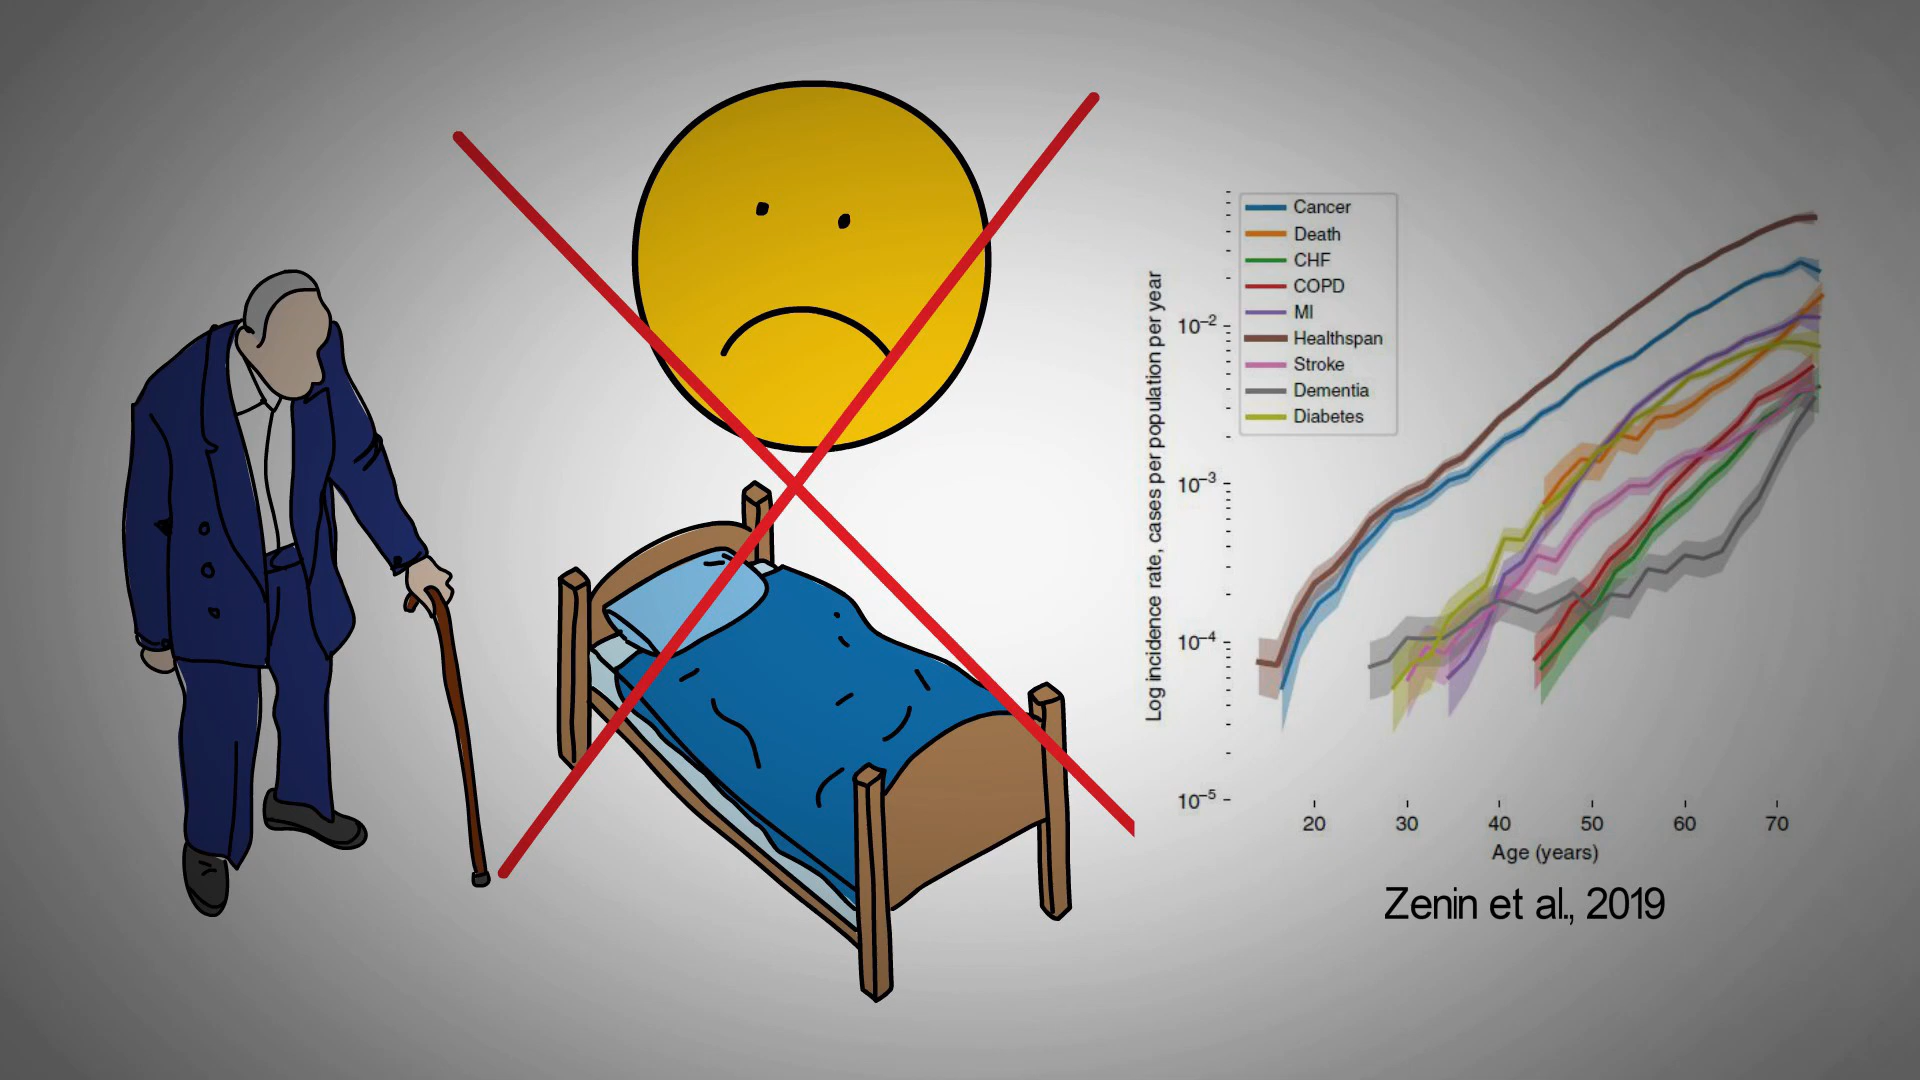 Cancer
Death
CHF
COPD
MI
Healthspan
Stroke
Dementia
Diabetes
Log incidence rate, cases per population per year
10⁻²
10⁻³
10⁻⁴
10⁻⁵
20 30 40 50 60 70
Age (years)
Zenin et al., 2019